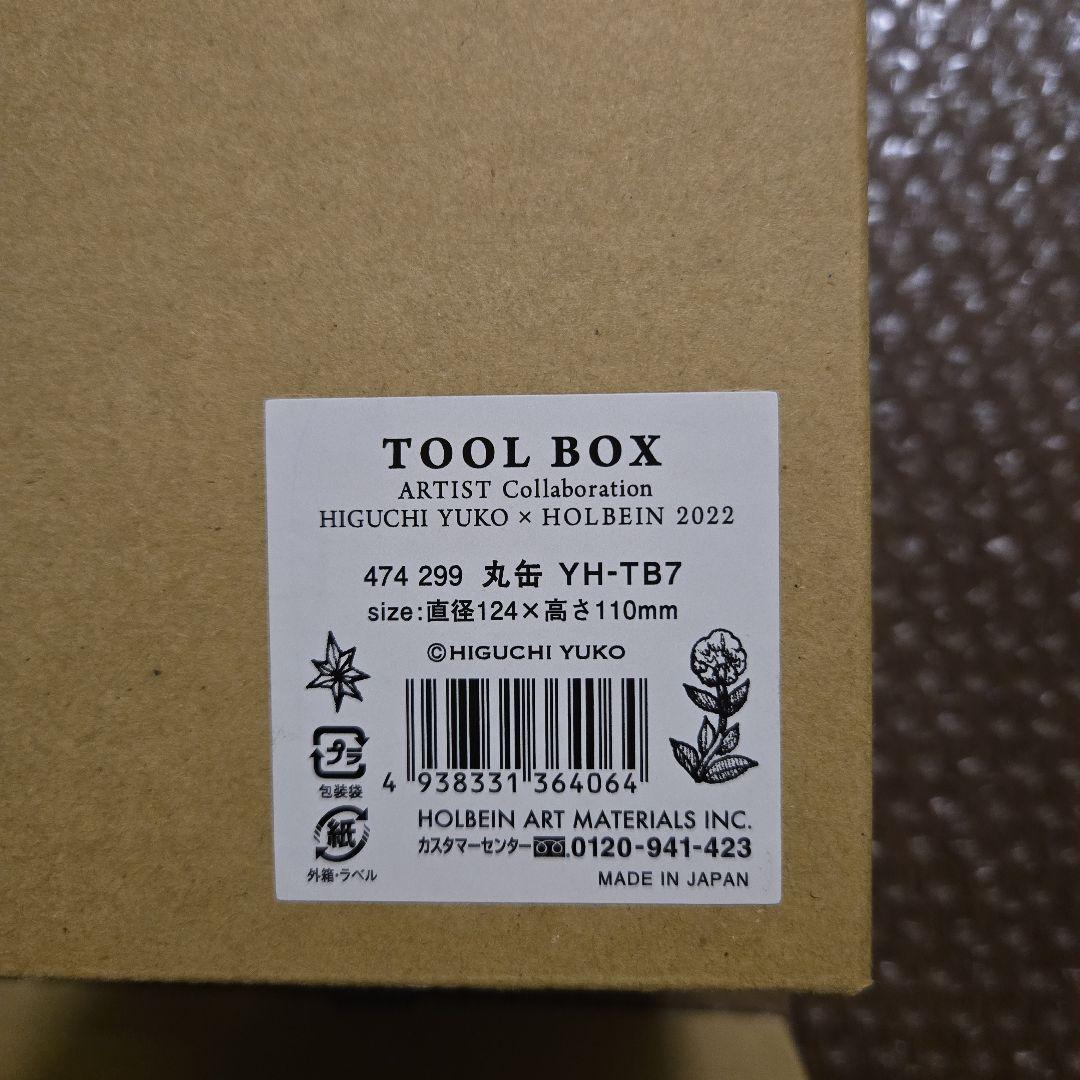 TOOL BOX
ARTIST Collaboration
HIGUCHI YUKO × HOLBEIN 2022
474 299 丸缶 YH-TB7
size:直径124×高さ110mm
©HIGUCHI YUKO
プラ
包装袋
4 938331 364064
紙
外箱・ラベル
HOLBEIN ART MATERIALS INC.
カスタマーセンター 0120-941-423
MADE IN JAPAN